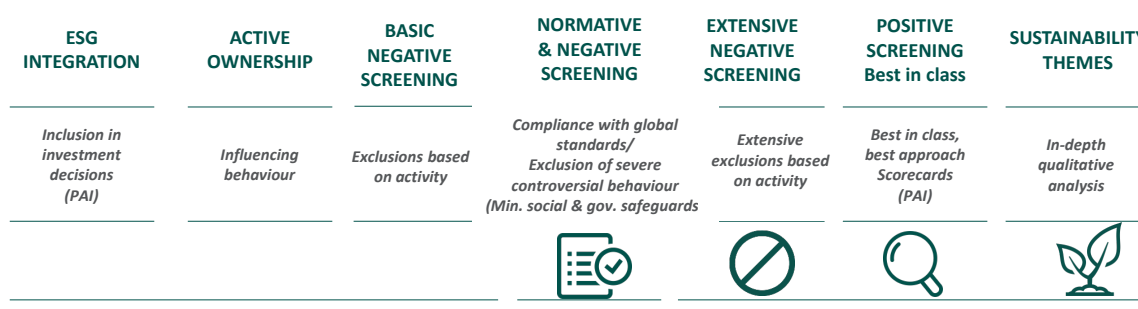 ESG
INTEGRATION
ACTIVE
OWNERSHIP
BASIC
NEGATIVE
SCREENING
NORMATIVE
& NEGATIVE
SCREENING
EXTENSIVE
NEGATIVE
SCREENING
POSITIVE
SCREENING
Best in class
SUSTAINABILITY
THEMES
Inclusion in
investment
decisions
(PAI)
Influencing
behaviour
Exclusions based
on activity
Compliance with global
standards/
Exclusion of severe
controversial behaviour
(Min. social & gov. safeguards
Extensive
exclusions based
on activity
Best in class,
best approach
Scorecards
(PAI)
In-depth
qualitative
analysis